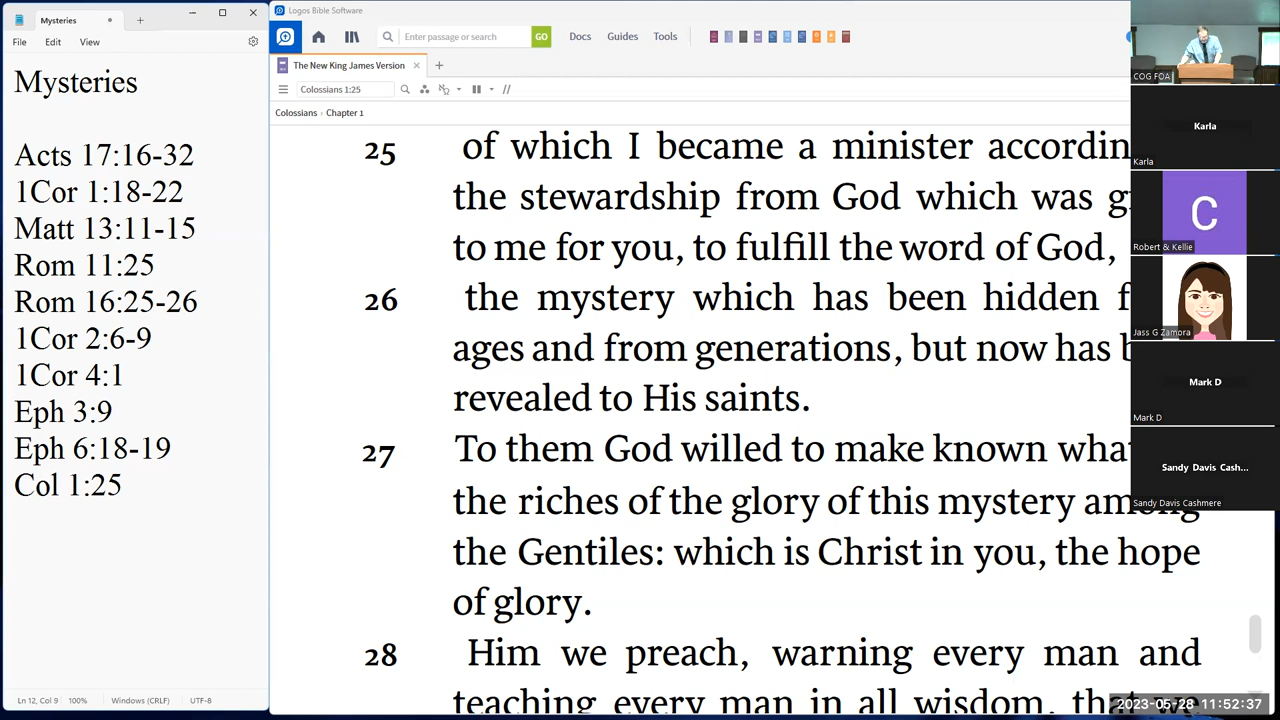 Mysteries
File Edit View
Mysteries
Acts 17:16-32
1Cor 1:18-22
Matt 13:11-15
Rom 11:25
Rom 16:25-26
1Cor 2:6-9
1Cor 4:1
Eph 3:9
Eph 6:18-19
Col 1:25
Ln 12, Col 9 100% Windows (CRLF) UTF-8
Logos Bible Software
Enter passage or search GO Docs Guides Tools
The New King James Version
Colossians 1:25
Colossians › Chapter 1
25 of which I became a minister accordin
the stewardship from God which was g
to me for you, to fulfill the word of God,
26 the mystery which has been hidden f
ages and from generations, but now has b
revealed to His saints.
27 To them God willed to make known wha
the riches of the glory of this mystery among
the Gentiles: which is Christ in you, the hope
of glory.
28 Him we preach, warning every man and
teaching every man in all wisdom, that we
COG FOA
Karla
Karla
C
Robert & Kellie
Jass G Zamora
Mark D
Mark D
Sandy Davis Cash...
Sandy Davis Cashmere
2023-05-28 11:52:37